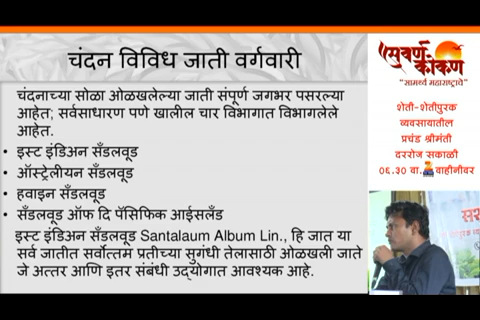 चंदन विविध जाती वर्गवारी
चंदनाच्या सोळा ओळखलेल्या जाती संपूर्ण जगभर पसरल्या
आहेत; सर्वसाधारण पणे खालील चार विभागात विभागलेले
आहेत.
• इस्ट इंडिअन सँडलवूड
• ऑस्ट्रेलीयन सँडलवूड
• हवाइन सँडलवूड
• सँडलवूड ऑफ दि पॅसिफिक आईसलँड
इस्ट इंडिअन सँडलवूड Santalaum Album Lin., हि जात या
सर्व जातीत सर्वोत्तम प्रतीच्या सुगंधी तेलासाठी ओळखली जाते
जे अत्तर आणि इतर संबंधी उद्योगात आवश्यक आहे.
सुवर्ण
कोकण
"सामर्थ्य महाराष्ट्राचे"
शेती-शेतीपुरक
व्यवसायातील
प्रचंड श्रीमंती
दररोज सकाळी
०६.३० वा. वाहीनीवर